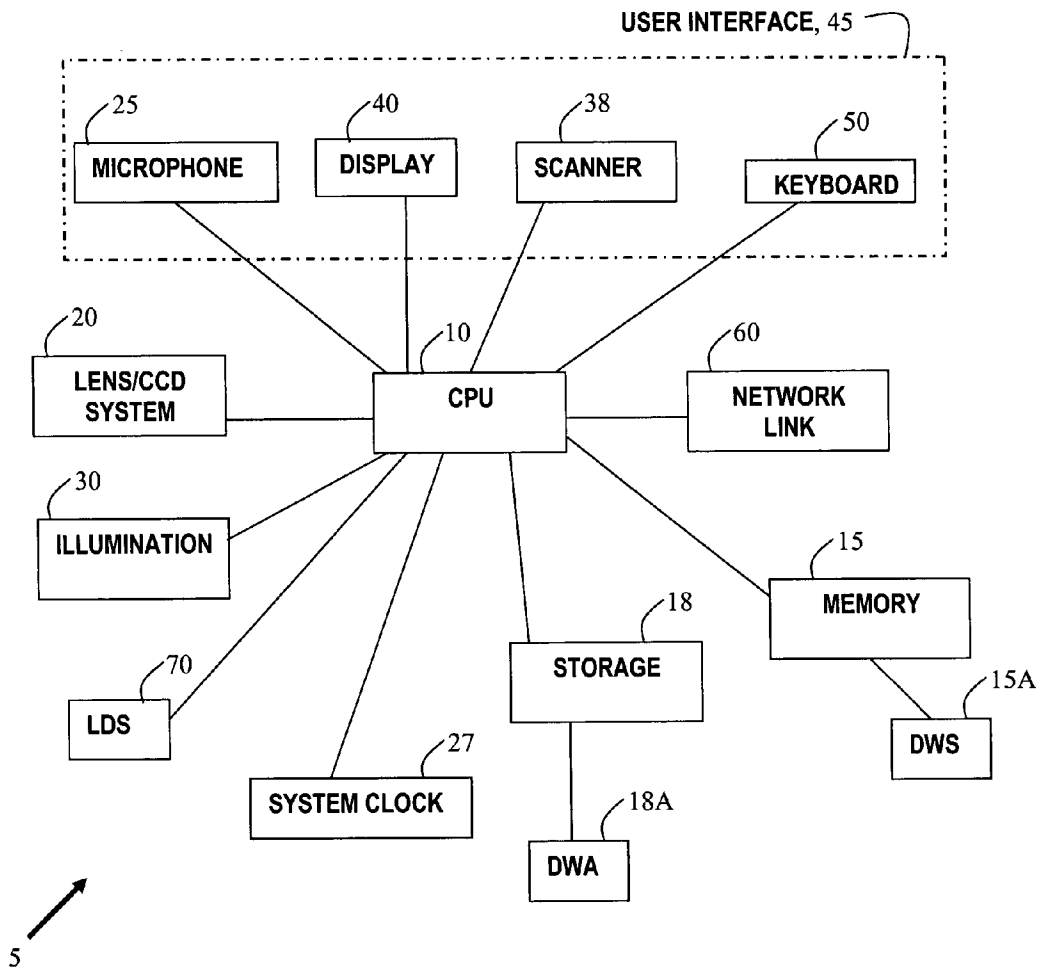 USER INTERFACE, 45
25
40
38
50
MICROPHONE
DISPLAY
SCANNER
KEYBOARD
20
10
60
LENS/CCD
SYSTEM
CPU
NETWORK
LINK
30
ILLUMINATION
15
MEMORY
18
STORAGE
70
LDS
15A
DWS
27
SYSTEM CLOCK
18A
DWA
5